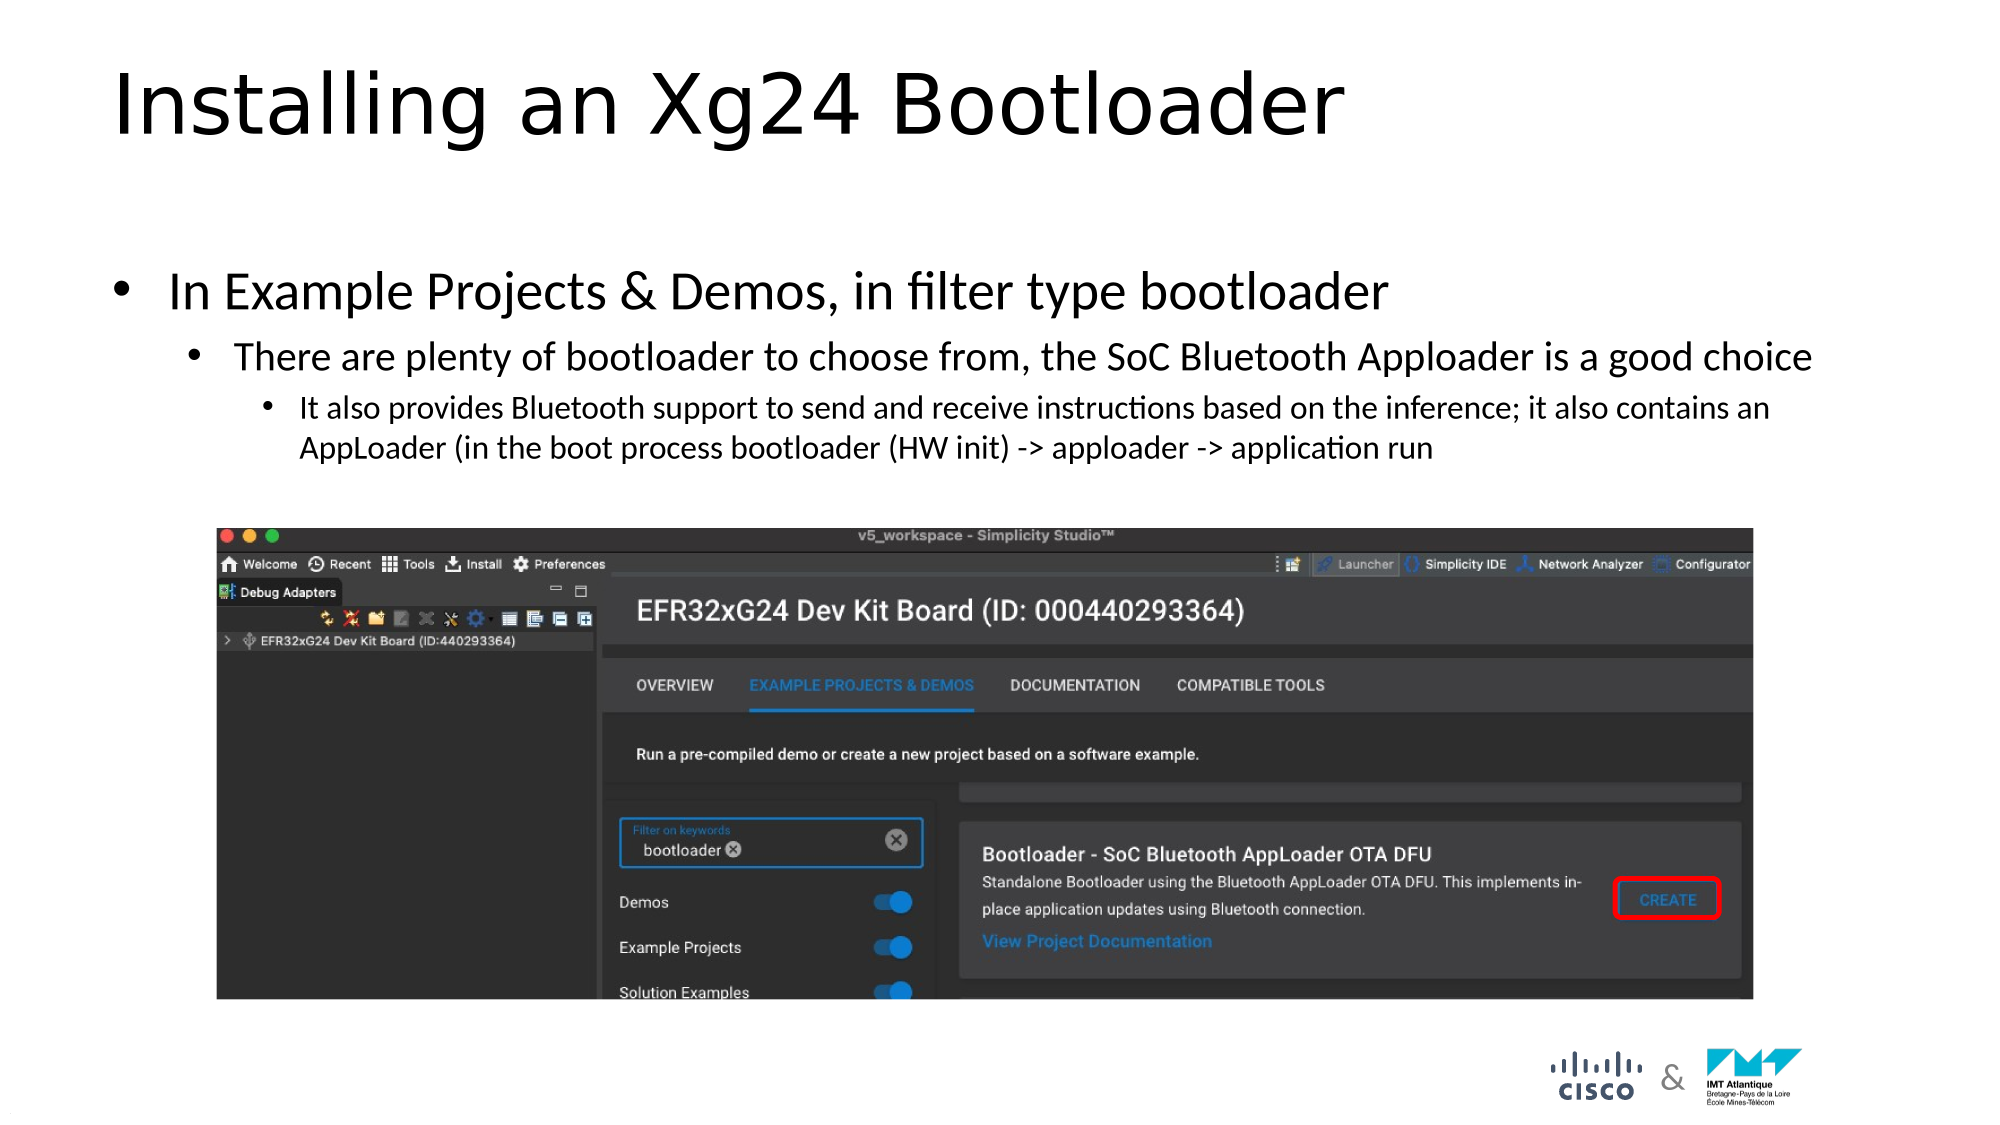 Installing an Xg24 Bootloader
• In Example Projects & Demos, in filter type bootloader
• There are plenty of bootloader to choose from, the SoC Bluetooth Apploader is a good choice
• It also provides Bluetooth support to send and receive instructions based on the inference; it also contains an
AppLoader (in the boot process bootloader (HW init) -> apploader -> application run
v5_workspace - Simplicity Studio™
Welcome Recent Tools Install Preferences Launcher Simplicity IDE Network Analyzer Configurator
Debug Adapters
EFR32xG24 Dev Kit Board (ID:440293364)
EFR32xG24 Dev Kit Board (ID: 000440293364)
OVERVIEW EXAMPLE PROJECTS & DEMOS DOCUMENTATION COMPATIBLE TOOLS
Run a pre-compiled demo or create a new project based on a software example.
Filter on keywords
bootloader
Demos
Example Projects
Solution Examples
Bootloader - SoC Bluetooth AppLoader OTA DFU
Standalone Bootloader using the Bluetooth AppLoader OTA DFU. This implements in-
place application updates using Bluetooth connection.
View Project Documentation
CREATE
CISCO & IMT Atlantique
Bretagne-Pays de la Loire
École Mines-Télécom